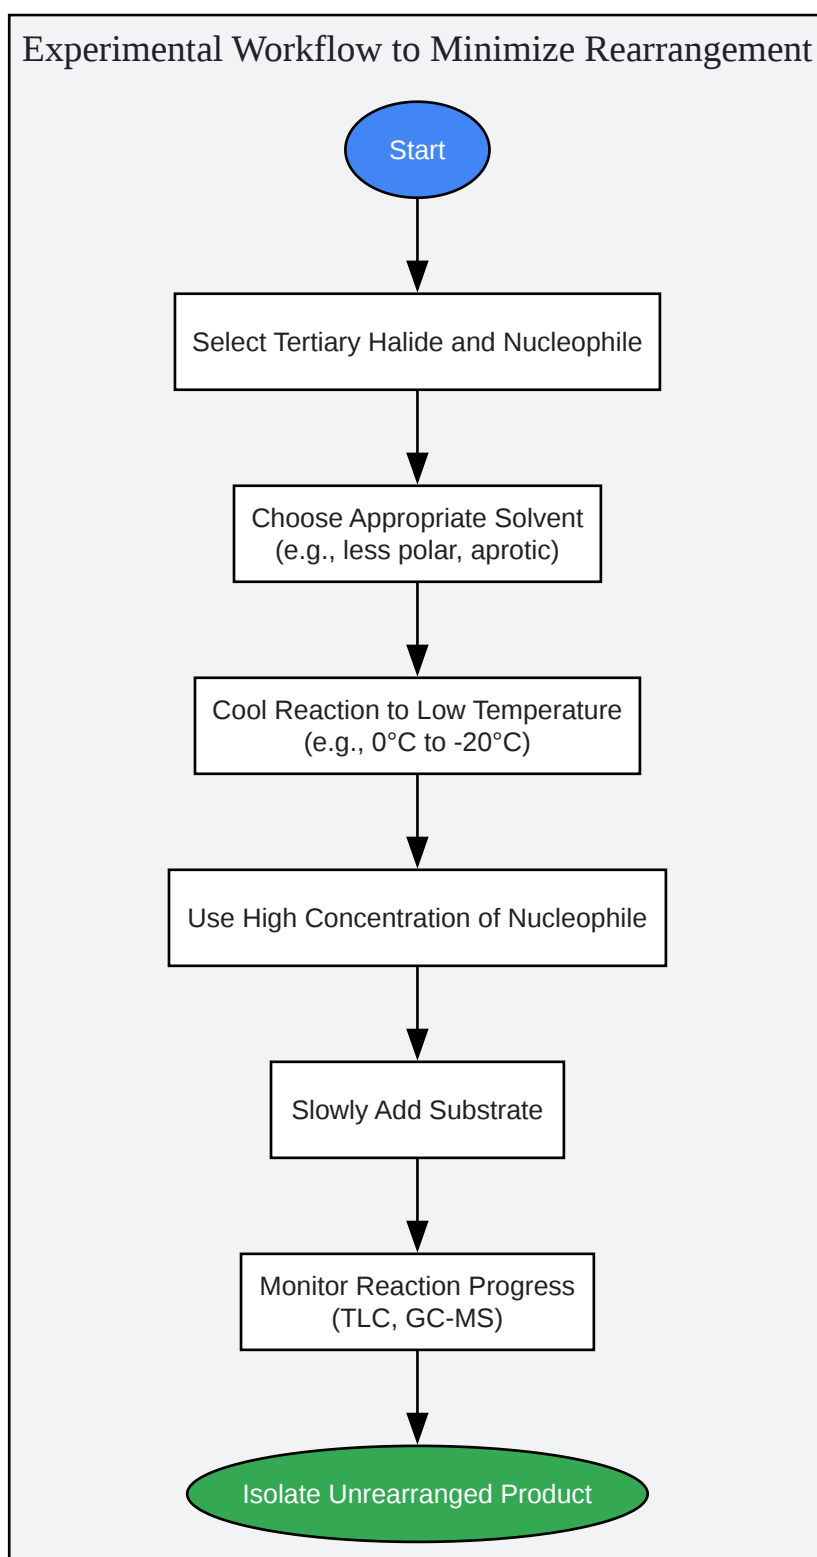 Experimental Workflow to Minimize Rearrangement
Start
Select Tertiary Halide and Nucleophile
Choose Appropriate Solvent
(e.g., less polar, aprotic)
Cool Reaction to Low Temperature
(e.g., 0°C to -20°C)
Use High Concentration of Nucleophile
Slowly Add Substrate
Monitor Reaction Progress
(TLC, GC-MS)
Isolate Unrearranged Product